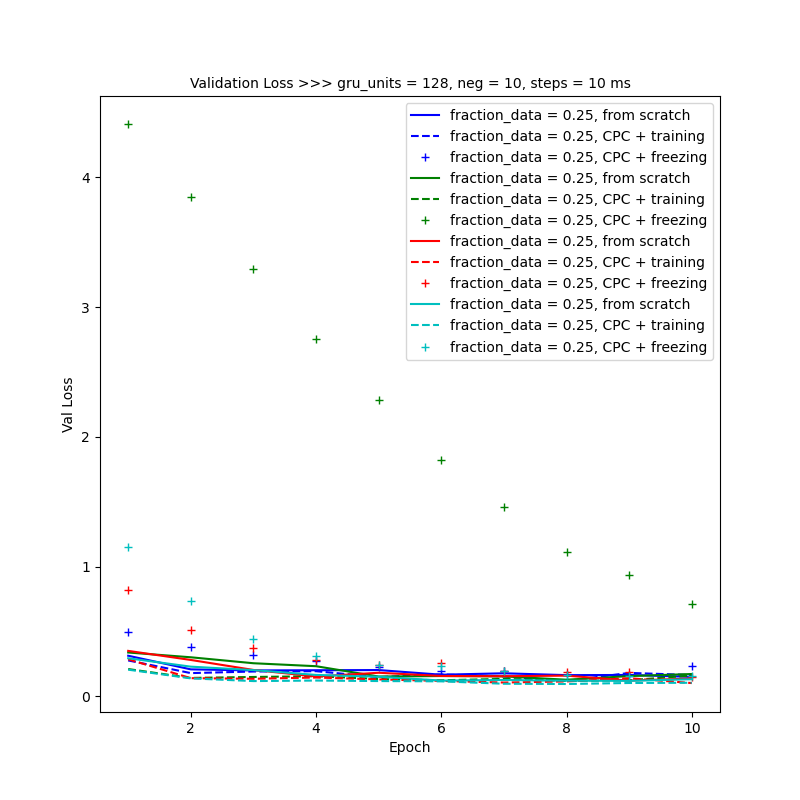 Validation Loss >>> gru_units = 128, neg = 10, steps = 10 ms
fraction_data = 0.25, from scratch
fraction_data = 0.25, CPC + training
fraction_data = 0.25, CPC + freezing
fraction_data = 0.25, from scratch
fraction_data = 0.25, CPC + training
fraction_data = 0.25, CPC + freezing
fraction_data = 0.25, from scratch
fraction_data = 0.25, CPC + training
fraction_data = 0.25, CPC + freezing
fraction_data = 0.25, from scratch
fraction_data = 0.25, CPC + training
fraction_data = 0.25, CPC + freezing
Val Loss
4
3
2
1
0
2 4 6 8 10
Epoch